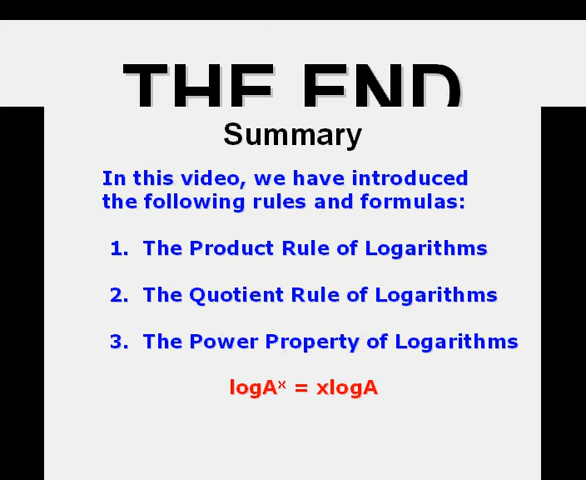 THE END
Summary
In this video, we have introduced
the following rules and formulas:
1. The Product Rule of Logarithms
2. The Quotient Rule of Logarithms
3. The Power Property of Logarithms
logAˣ = xlogA